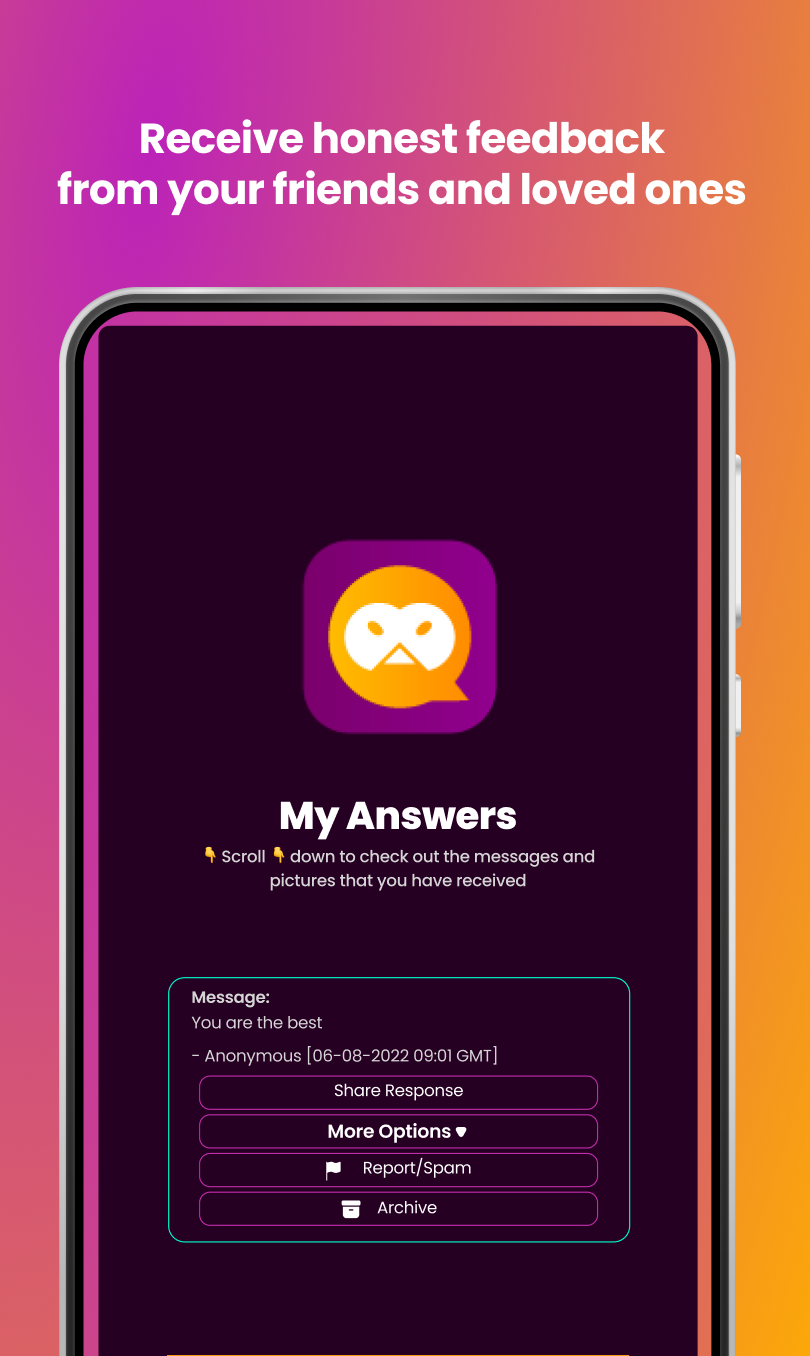 Receive honest feedback
from your friends and loved ones
My Answers
👇 Scroll 👇 down to check out the messages and
pictures that you have received
Message:
You are the best
- Anonymous [06-08-2022 09:01 GMT]
Share Response
More Options
Report/Spam
Archive